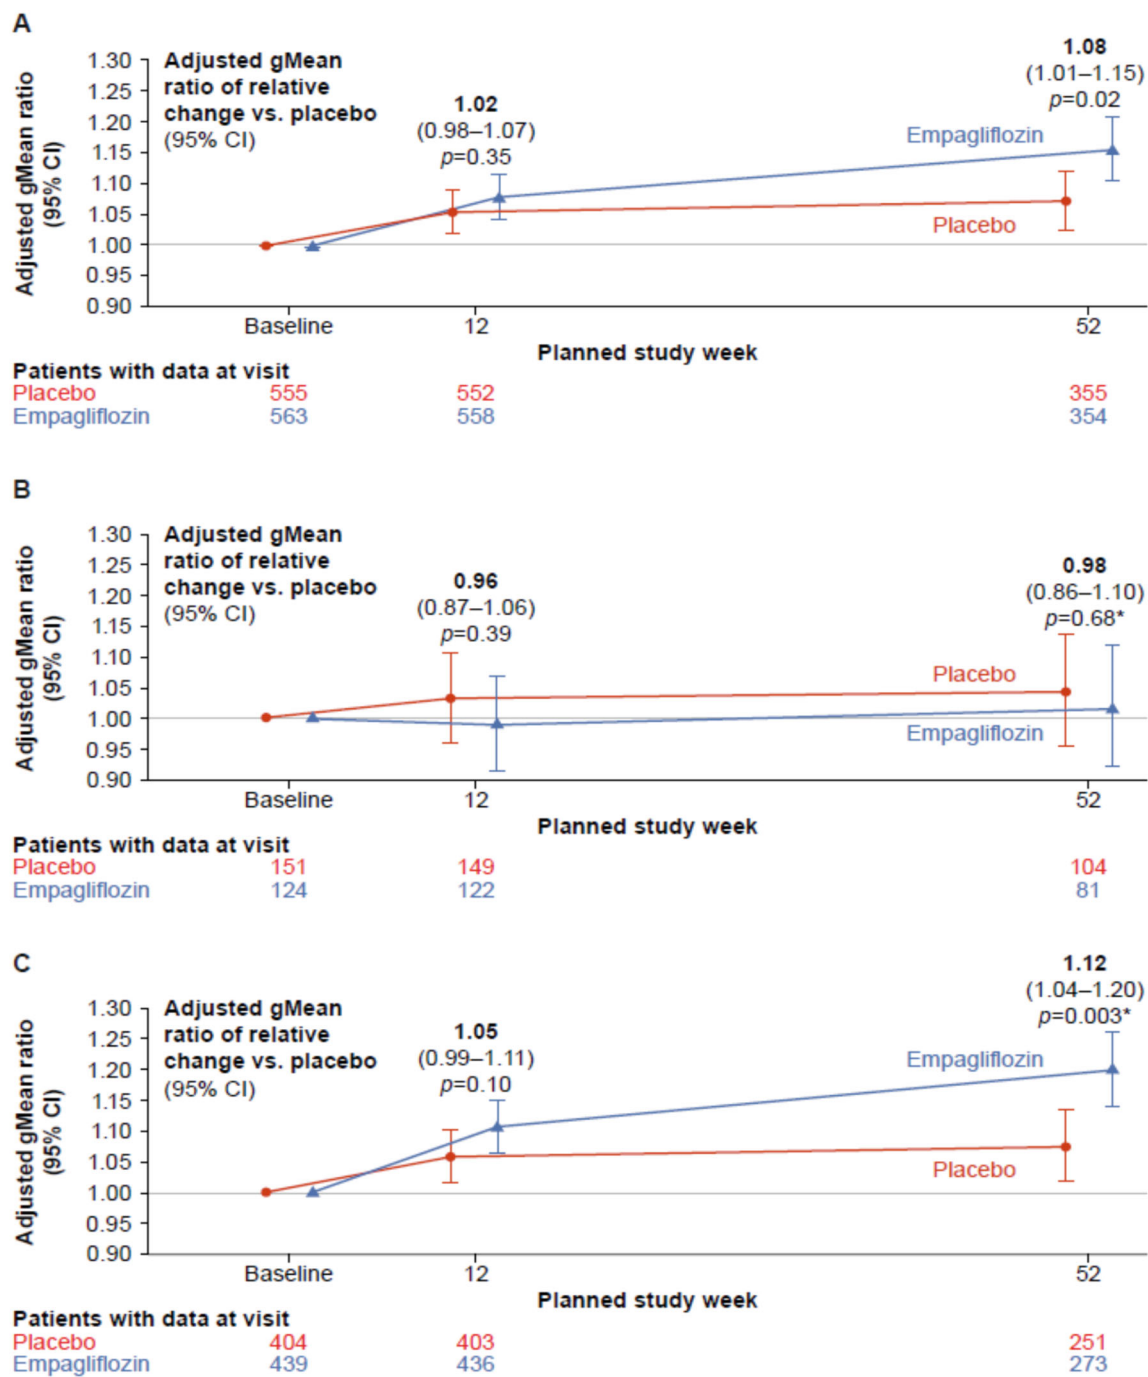 A
Adjusted gMean ratio
(95% CI)
1.30
1.25
1.20
1.15
1.10
1.05
1.00
0.95
0.90
Adjusted gMean
ratio of relative
change vs. placebo
(95% CI)
1.02
(0.98–1.07)
p=0.35
1.08
(1.01–1.15)
p=0.02
Empagliflozin
Placebo
Baseline 12 52
Planned study week
Patients with data at visit
Placebo 555 552 355
Empagliflozin 563 558 354
B
Adjusted gMean ratio
(95% CI)
1.30
1.25
1.20
1.15
1.10
1.05
1.00
0.95
0.90
Adjusted gMean
ratio of relative
change vs. placebo
(95% CI)
0.96
(0.87–1.06)
p=0.39
0.98
(0.86–1.10)
p=0.68*
Placebo
Empagliflozin
Baseline 12 52
Planned study week
Patients with data at visit
Placebo 151 149 104
Empagliflozin 124 122 81
C
Adjusted gMean ratio
(95% CI)
1.30
1.25
1.20
1.15
1.10
1.05
1.00
0.95
0.90
Adjusted gMean
ratio of relative
change vs. placebo
(95% CI)
1.05
(0.99–1.11)
p=0.10
1.12
(1.04–1.20)
p=0.003*
Empagliflozin
Placebo
Baseline 12 52
Planned study week
Patients with data at visit
Placebo 404 403 251
Empagliflozin 439 436 273